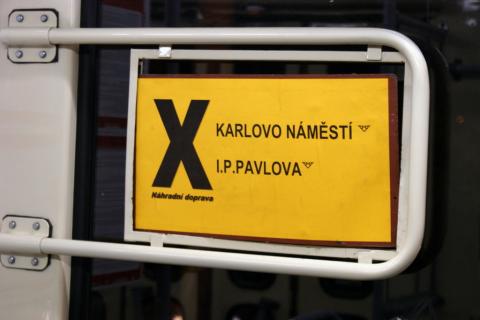 X
KARLOVO NÁMĚSTÍ
I.P.PAVLOVA
Náhradní doprava